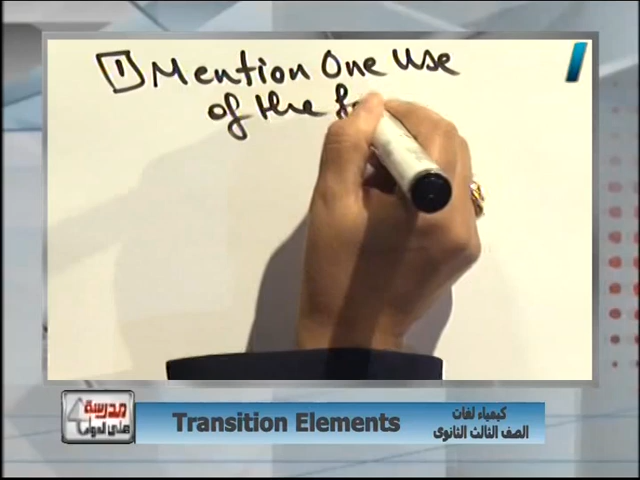 1 Mention One use
of the
Transition Elements
كيمياء لغات
الصف الثالث الثانوى
مدرسة
على الهواء